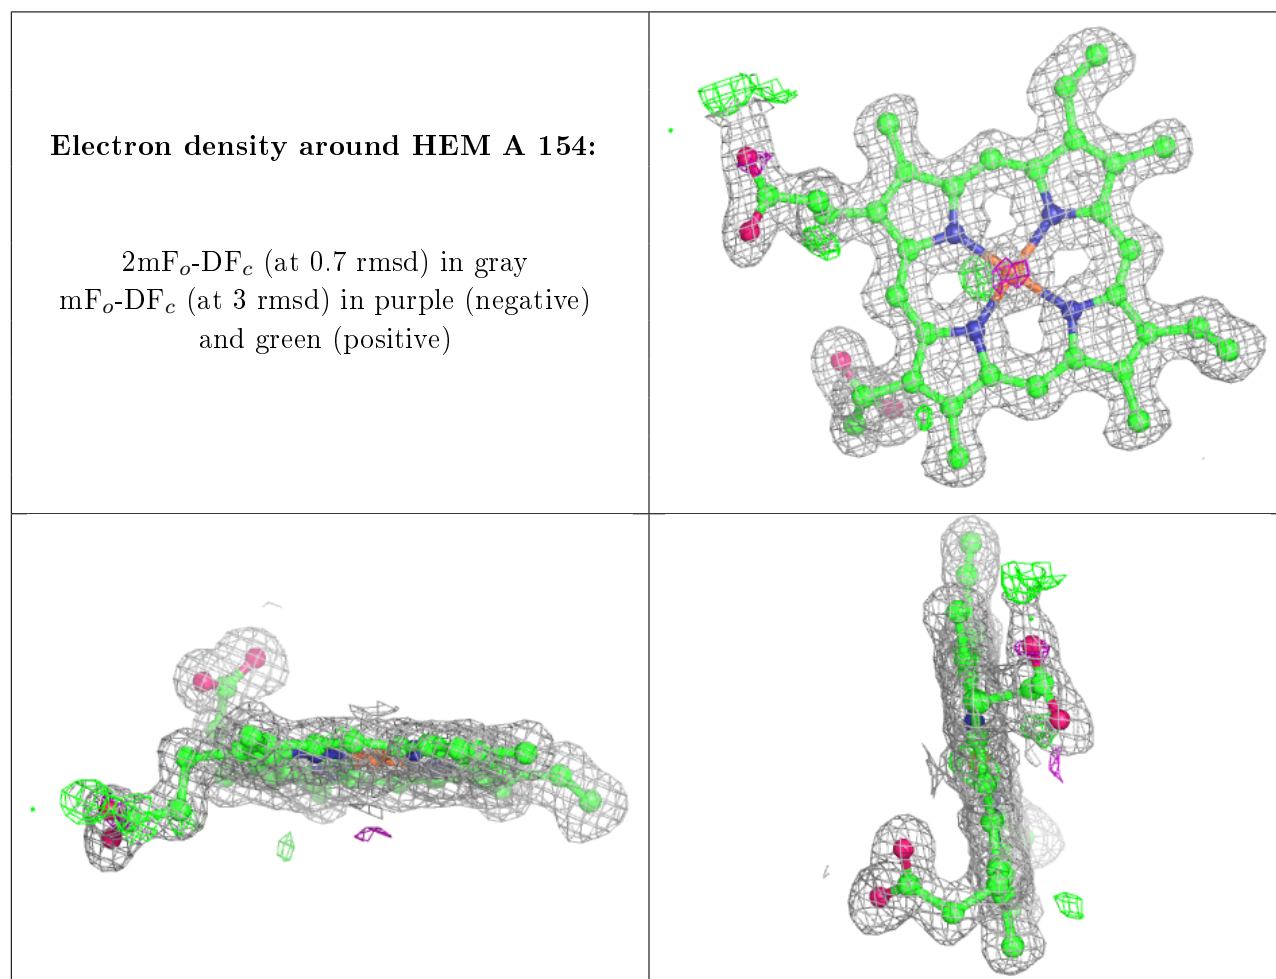 Electron density around HEM A 154:
2mFo-DFc (at 0.7 rmsd) in gray
mFo-DFc (at 3 rmsd) in purple (negative)
and green (positive)